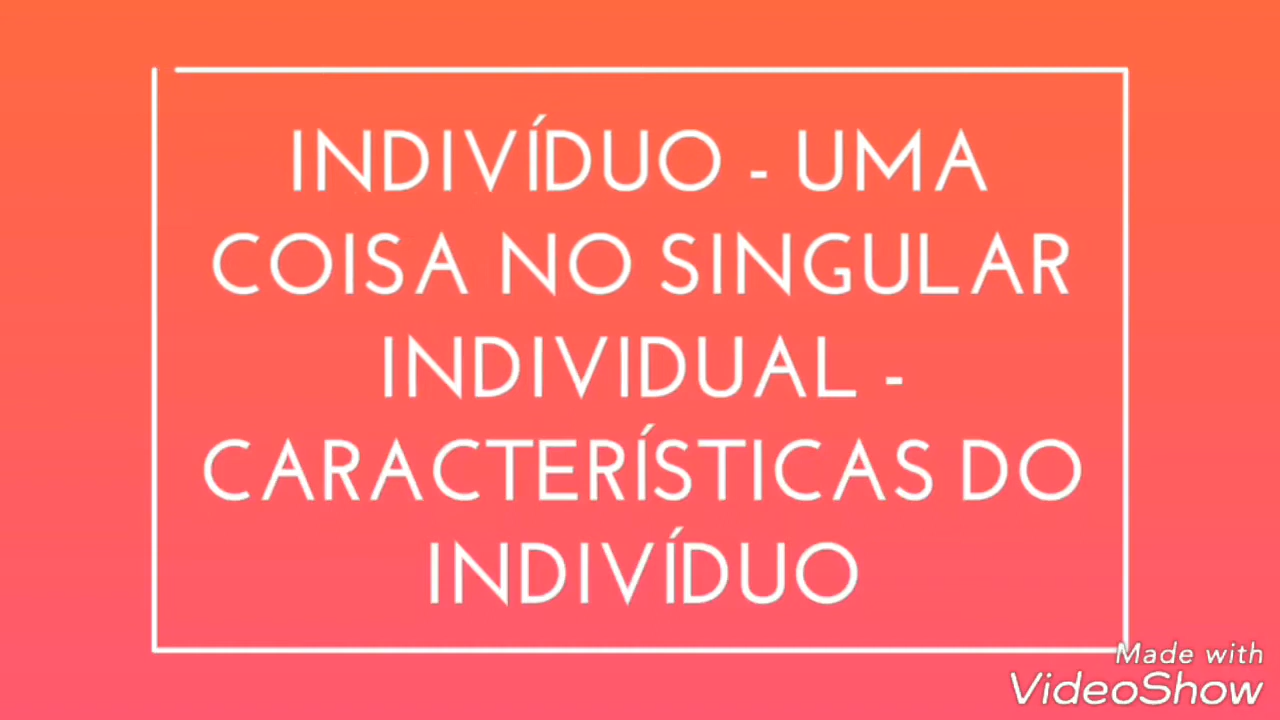 INDIVÍDUO - UMA
COISA NO SINGULAR
INDIVIDUAL -
CARACTERÍSTICAS DO
INDIVÍDUO
Made with
VideoShow